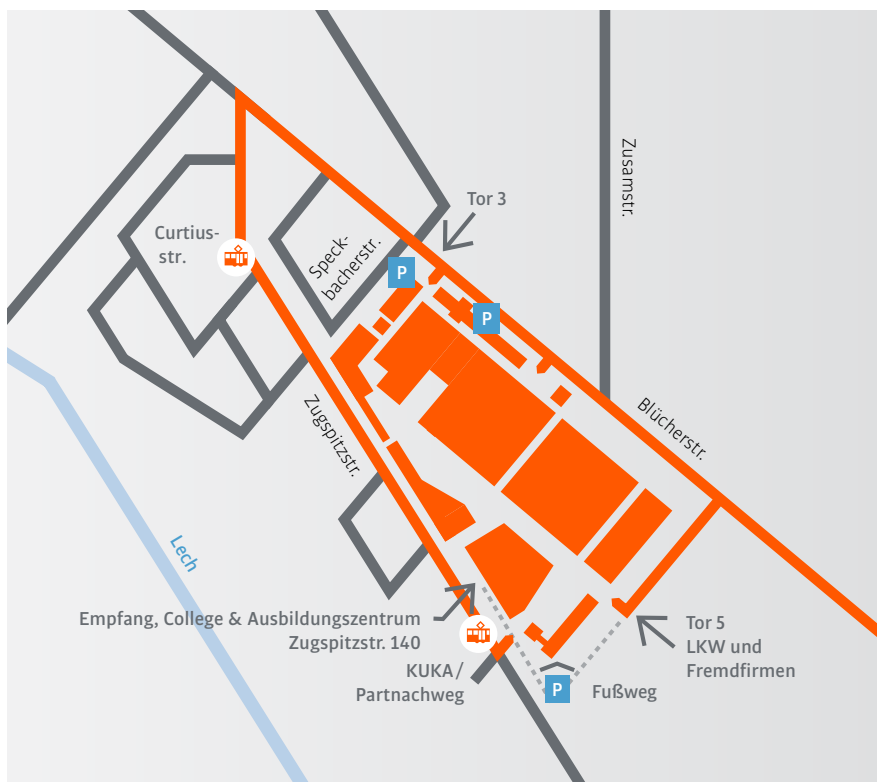 Zusamstr.
Tor 3
Curtius-
str.
Speck-
bacherstr.
P
P
Zugspitzstr.
Blücherstr.
Lech
Empfang, College & Ausbildungszentrum
Zugspitzstr. 140
KUKA/
Partnachweg
P
Fußweg
Tor 5
LKW und
Fremdfirmen